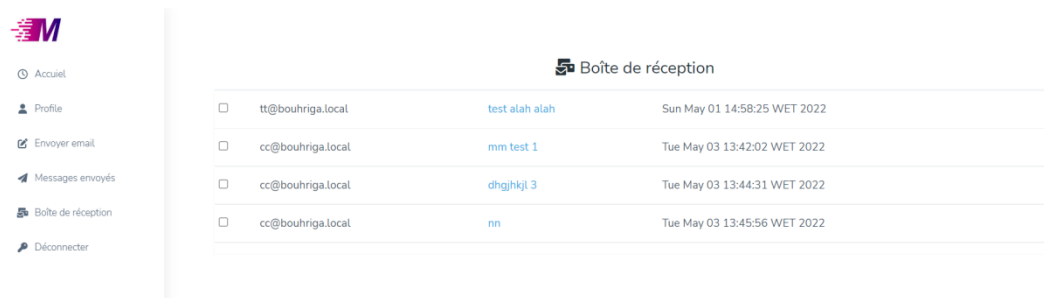 M
Accuiel
Profile
Envoyer email
Messages envoyés
Boîte de réception
Déconnecter
Boîte de réception
tt@bouhriga.local test alah alah Sun May 01 14:58:25 WET 2022
cc@bouhriga.local mm test 1 Tue May 03 13:42:02 WET 2022
cc@bouhriga.local dhgjhkjl 3 Tue May 03 13:44:31 WET 2022
cc@bouhriga.local nn Tue May 03 13:45:56 WET 2022